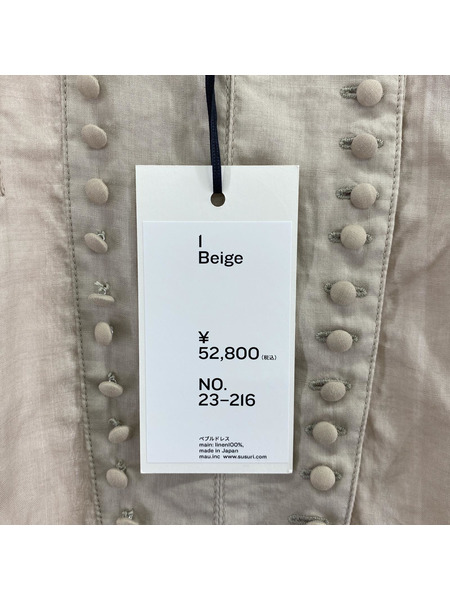 1
Beige
¥
52,800 (税込)
NO.
23-216
ペブルドレス
main: linen100%,
made in Japan
mau.inc www.susuri.com